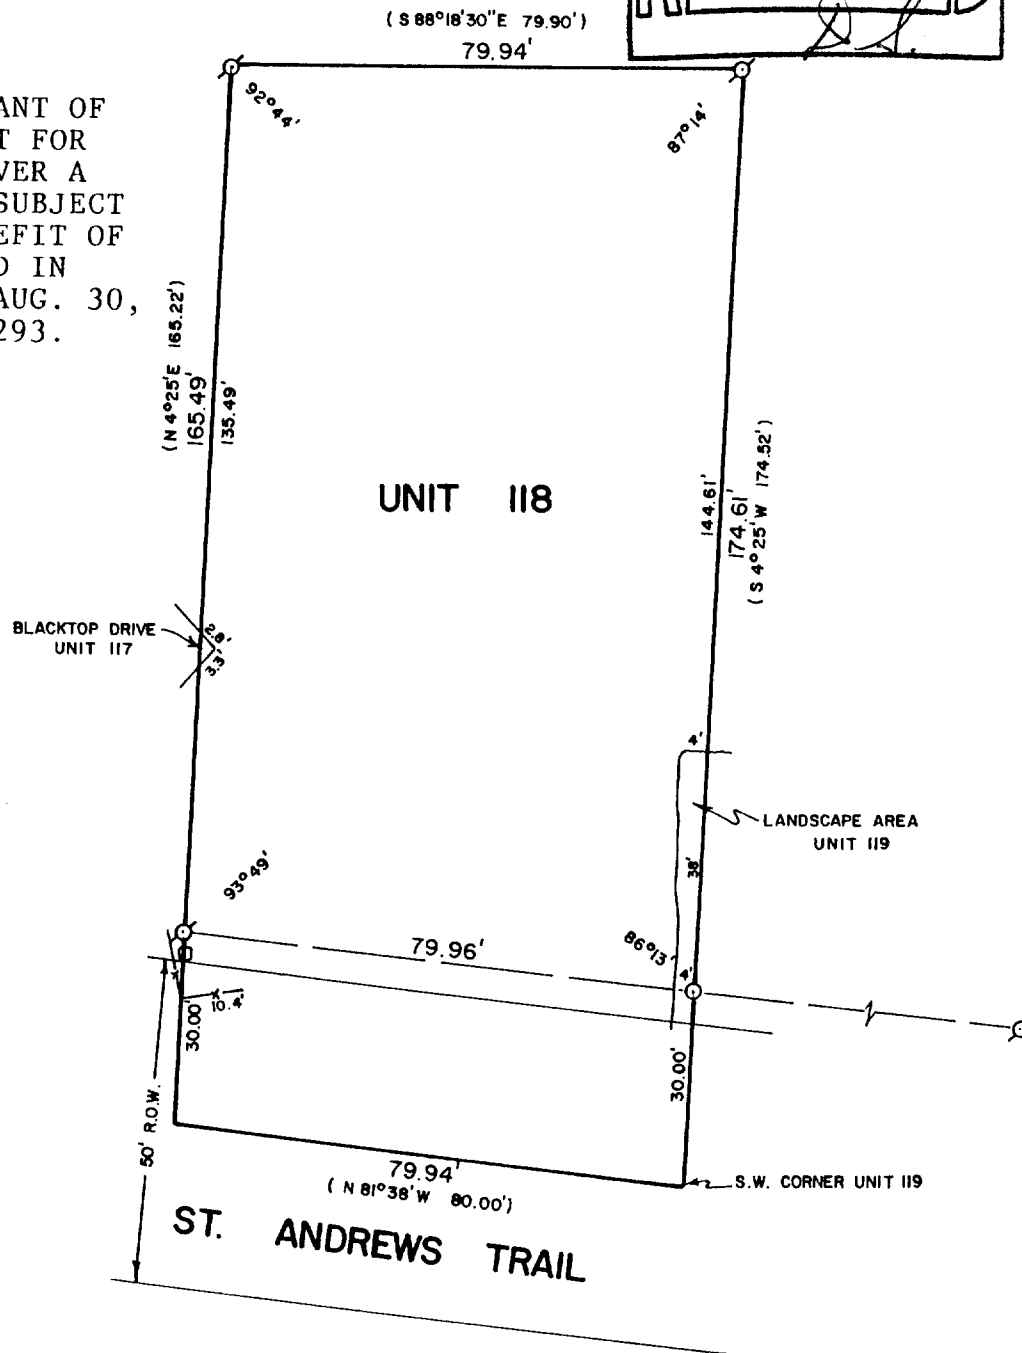 (S 88°18'30"E 79.90')
79.94'
92°44'
87°14'
ANT OF
T FOR
VER A
SUBJECT
EFIT OF
D IN
AUG. 30,
293.
(N 4°25'E 165.22')
165.49'
135.49'
UNIT 118
144.61'
174.61'
(S 4°25'W 174.52')
BLACKTOP DRIVE
UNIT 117
2.8'
3.3'
4'
LANDSCAPE AREA
UNIT 119
38'
93°49'
79.96'
86°13'
4'
10.4'
30.00'
30.00'
50' R.O.W.
79.94'
(N 81°38'W 80.00')
S.W. CORNER UNIT 119
ST. ANDREWS TRAIL